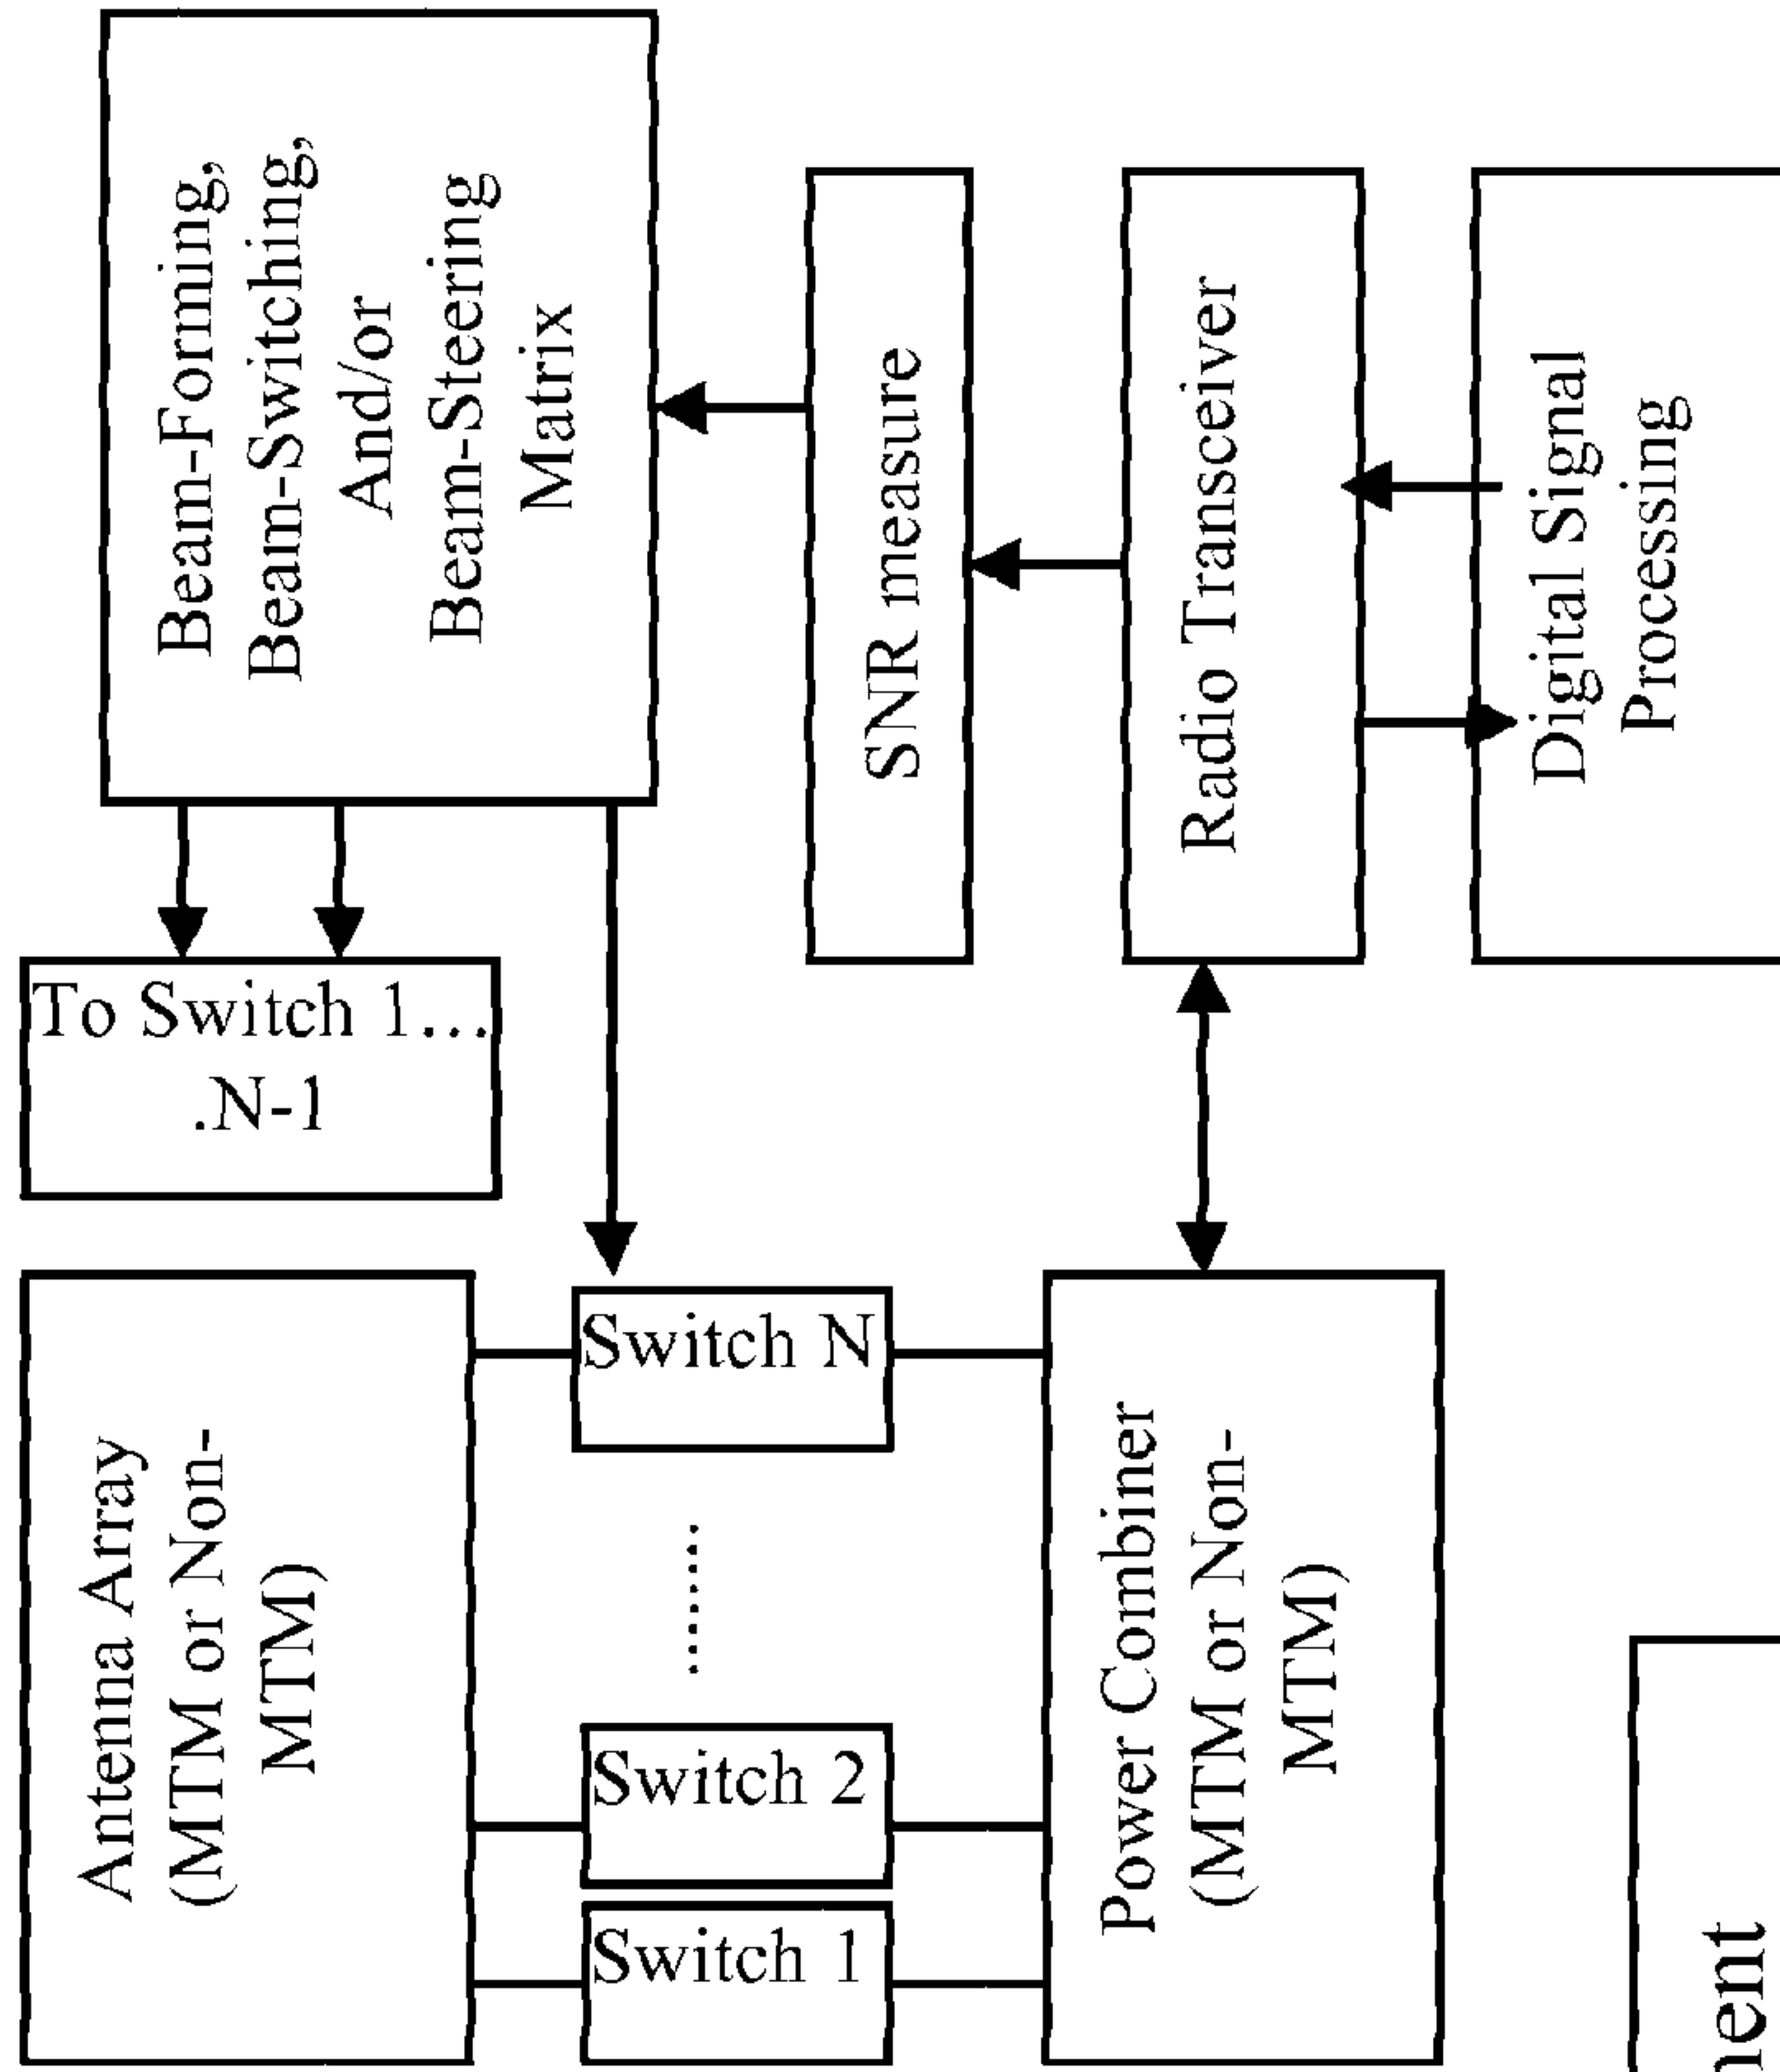 Beam-Forming,
Beam-Switching,
And/or
Beam-Steering
Matrix
SNR measure
Radio Transceiver
Digital Signal
Processing
To Switch 1...
.N-1
Antenna Array
(MTM or Non-
MTM)
Switch N
........
Switch 2
Switch 1
Power Combiner
(MTM or Non-
MTM)